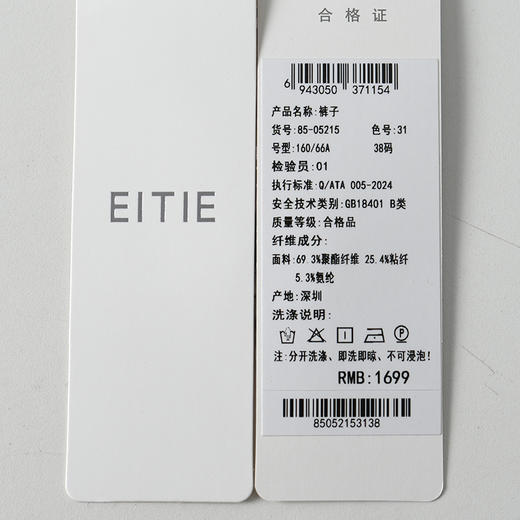 EITIE
合格证
6 943050 371154
产品名称:裤子
货号:85-05215 色号:31
号型:160/66A 38码
检验员:01
执行标准:Q/ATA 005-2024
安全技术类别:GB18401 B类
质量等级:合格品
纤维成分:
面料:69.3%聚酯纤维 25.4%粘纤
5.3%氨纶
产地:深圳
洗涤说明:
注:分开洗涤、即洗即晾、不可浸泡!
RMB:1699
85052153138